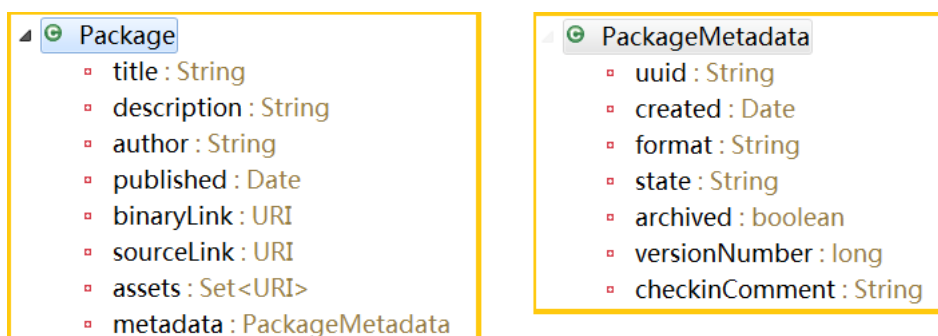 Package
title : String
description : String
author : String
published : Date
binaryLink : URI
sourceLink : URI
assets : Set<URI>
metadata : PackageMetadata
PackageMetadata
uuid : String
created : Date
format : String
state : String
archived : boolean
versionNumber : long
checkinComment : String